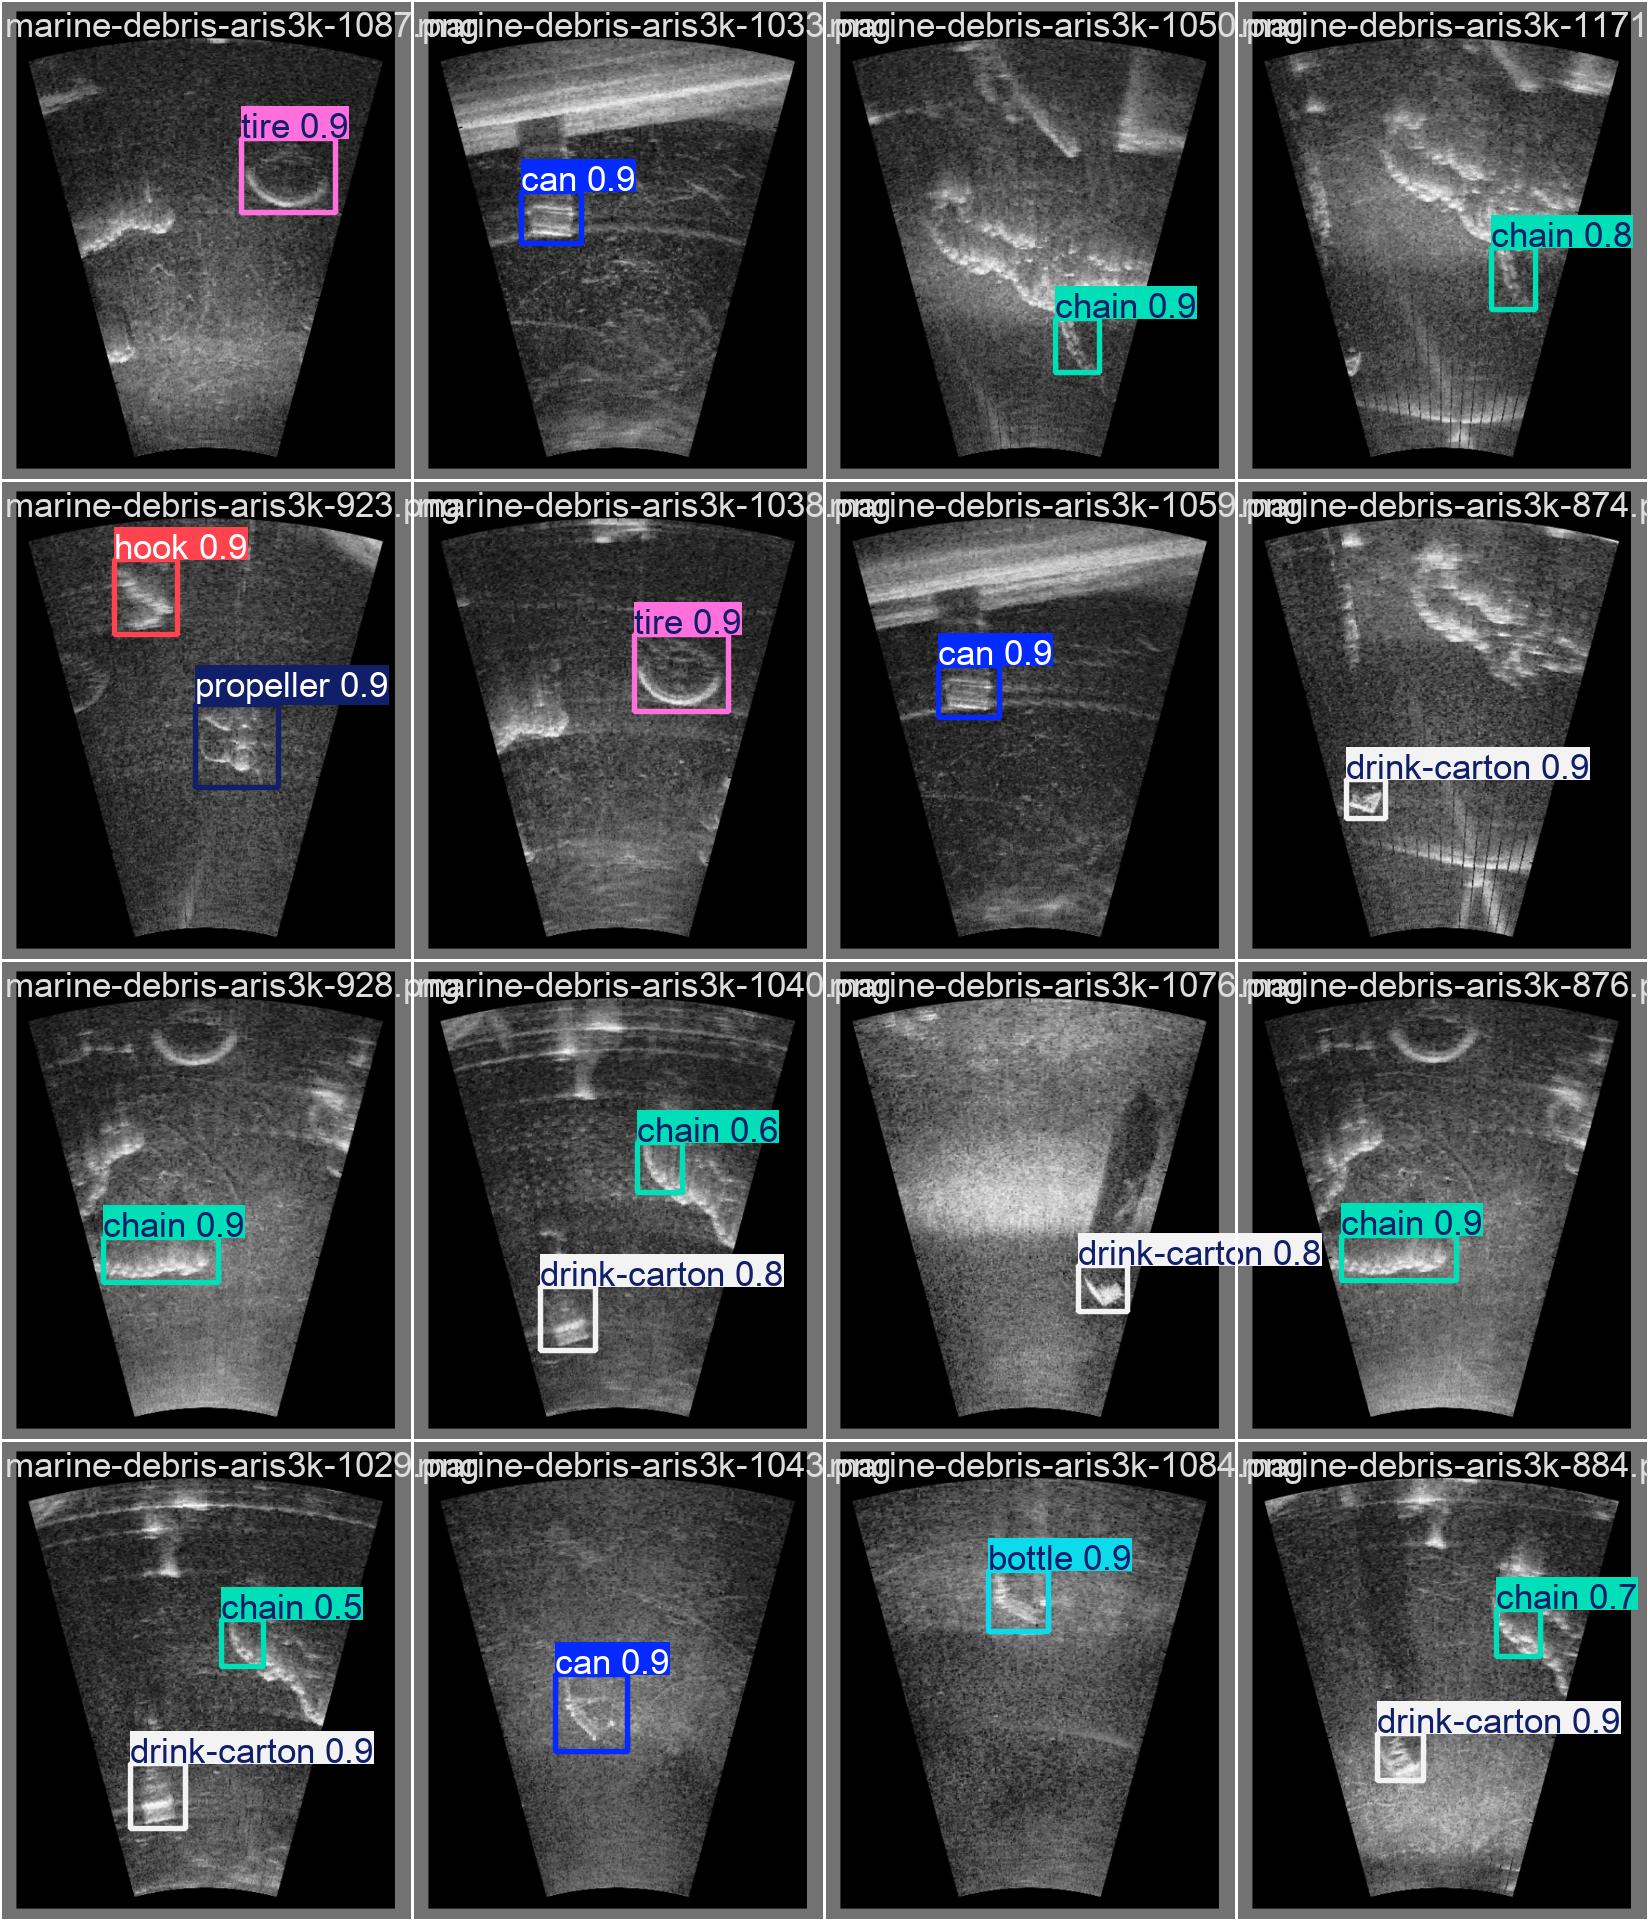 marine-debris-aris3k-1087.png
marine-debris-aris3k-1033.png
marine-debris-aris3k-1050.png
marine-debris-aris3k-1171
tire 0.9
can 0.9
chain 0.9
chain 0.8
marine-debris-aris3k-923.png
marine-debris-aris3k-1038.png
marine-debris-aris3k-1059.png
marine-debris-aris3k-874.p
hook 0.9
propeller 0.9
tire 0.9
can 0.9
drink-carton 0.9
marine-debris-aris3k-928.png
marine-debris-aris3k-1040.png
marine-debris-aris3k-1076.png
marine-debris-aris3k-876.p
chain 0.9
chain 0.6
drink-carton 0.8
drink-carton 0.8
chain 0.9
marine-debris-aris3k-1029.png
marine-debris-aris3k-1043.png
marine-debris-aris3k-1084.png
marine-debris-aris3k-884.p
chain 0.5
drink-carton 0.9
can 0.9
bottle 0.9
chain 0.7
drink-carton 0.9